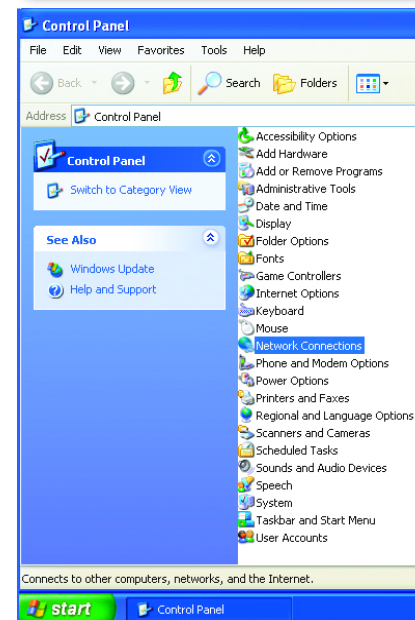 Control Panel
File Edit View Favorites Tools Help
Back Search Folders
Address Control Panel
Control Panel
Switch to Category View
See Also
Windows Update
Help and Support
Accessibility Options
Add Hardware
Add or Remove Programs
Administrative Tools
Date and Time
Display
Folder Options
Fonts
Game Controllers
Internet Options
Keyboard
Mouse
Network Connections
Phone and Modem Options
Power Options
Printers and Faxes
Regional and Language Options
Scanners and Cameras
Scheduled Tasks
Sounds and Audio Devices
Speech
System
Taskbar and Start Menu
User Accounts
Connects to other computers, networks, and the Internet.
start Control Panel